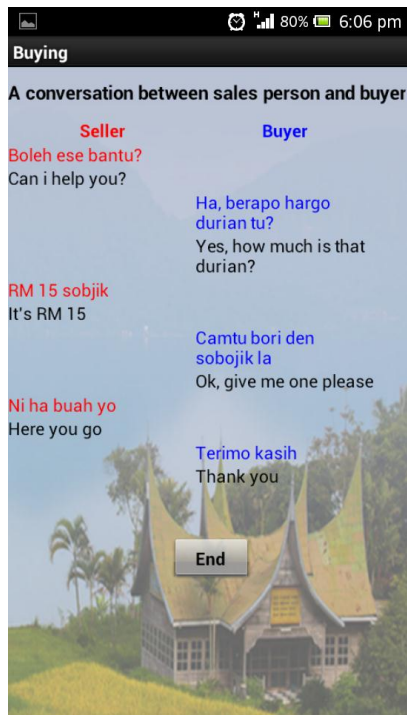 80% 6:06 pm
Buying
A conversation between sales person and buyer
Seller Buyer
Boleh ese bantu?
Can i help you?
Ha, berapo hargo
durian tu?
Yes, how much is that
durian?
RM 15 sobjik
It's RM 15
Camtu bori den
sobojik la
Ok, give me one please
Ni ha buah yo
Here you go
Terimo kasih
Thank you
End